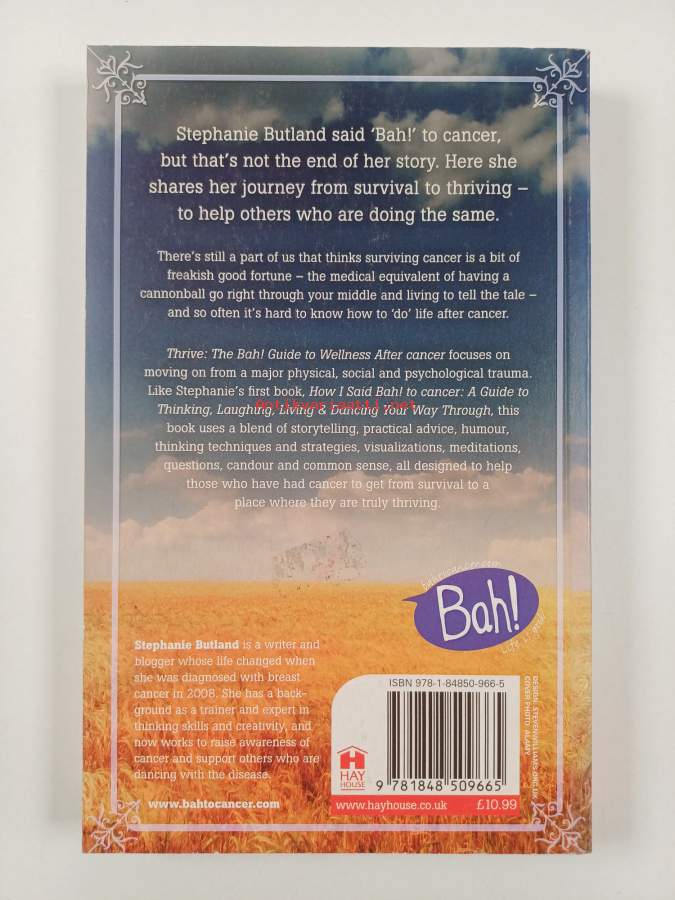 Stephanie Butland said ‘Bah!’ to cancer,
but that’s not the end of her story. Here she
shares her journey from survival to thriving –
to help others who are doing the same.
There’s still a part of us that thinks surviving cancer is a bit of
freakish good fortune – the medical equivalent of having a
cannonball go right through your middle and living to tell the tale –
and so often it’s hard to know how to ‘do’ life after cancer.
Thrive: The Bah! Guide to Wellness After cancer focuses on
moving on from a major physical, social and psychological trauma.
Like Stephanie’s first book, How I Said Bah! to cancer: A Guide to
Thinking, Laughing, Living & Dancing Your Way Through, this
Antikvariaatti.net
book uses a blend of storytelling, practical advice, humour,
thinking techniques and strategies, visualizations, meditations,
questions, candour and common sense, all designed to help
those who have had cancer to get from survival to a
place where they are truly thriving.
bahtocancer.com
Bah!
life is good
Stephanie Butland is a writer and
blogger whose life changed when
she was diagnosed with breast
cancer in 2008. She has a back-
ground as a trainer and expert in
thinking skills and creativity, and
now works to raise awareness of
cancer and support others who are
dancing with the disease.
www.bahtocancer.com
ISBN 978-1-84850-966-5
9 781848 509665
HAY
HOUSE
www.hayhouse.co.uk
£10.99
COVER PHOTO: ALAMY